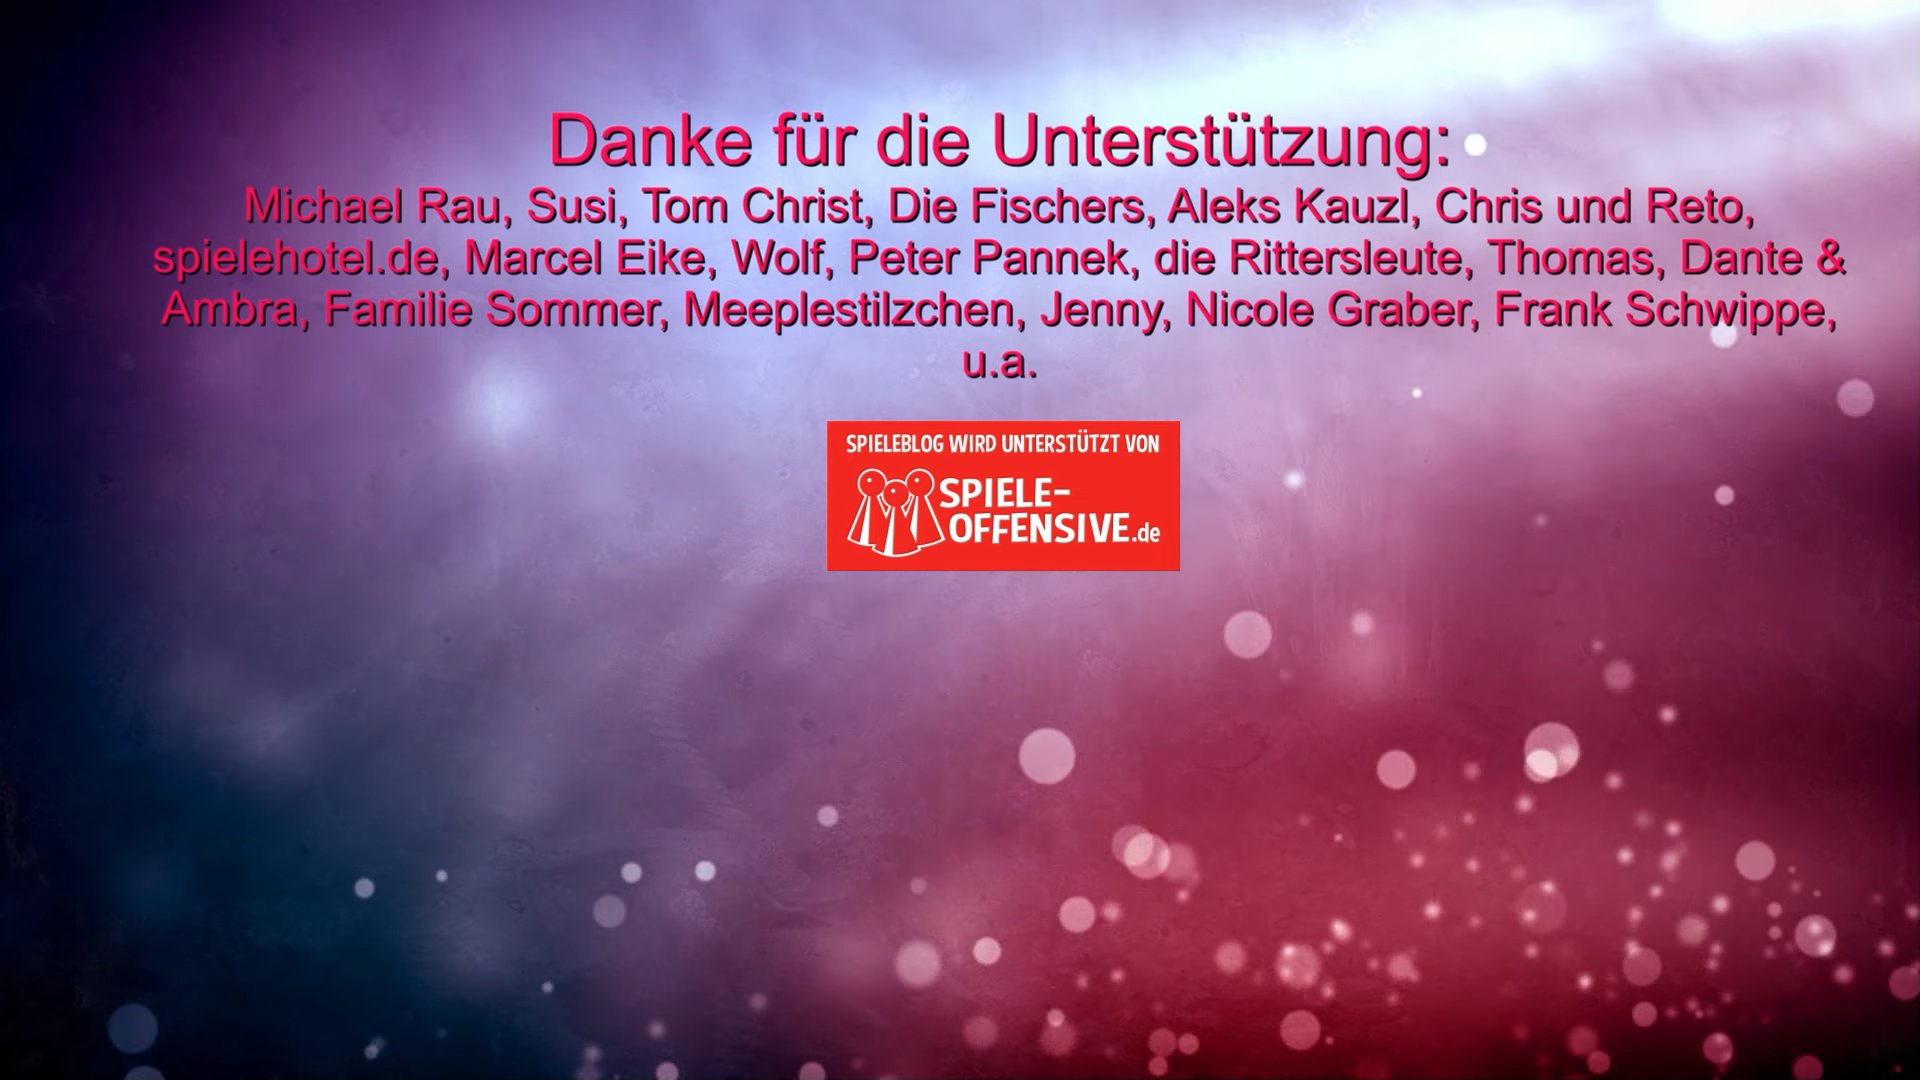 Danke für die Unterstützung:
Michael Rau, Susi, Tom Christ, Die Fischers, Aleks Kauzl, Chris und Reto,
spielehotel.de, Marcel Eike, Wolf, Peter Pannek, die Rittersleute, Thomas, Dante &
Ambra, Familie Sommer, Meeplestilzchen, Jenny, Nicole Graber, Frank Schwippe,
u.a.
SPIELEBLOG WIRD UNTERSTÜTZT VON
SPIELE-
OFFENSIVE.de